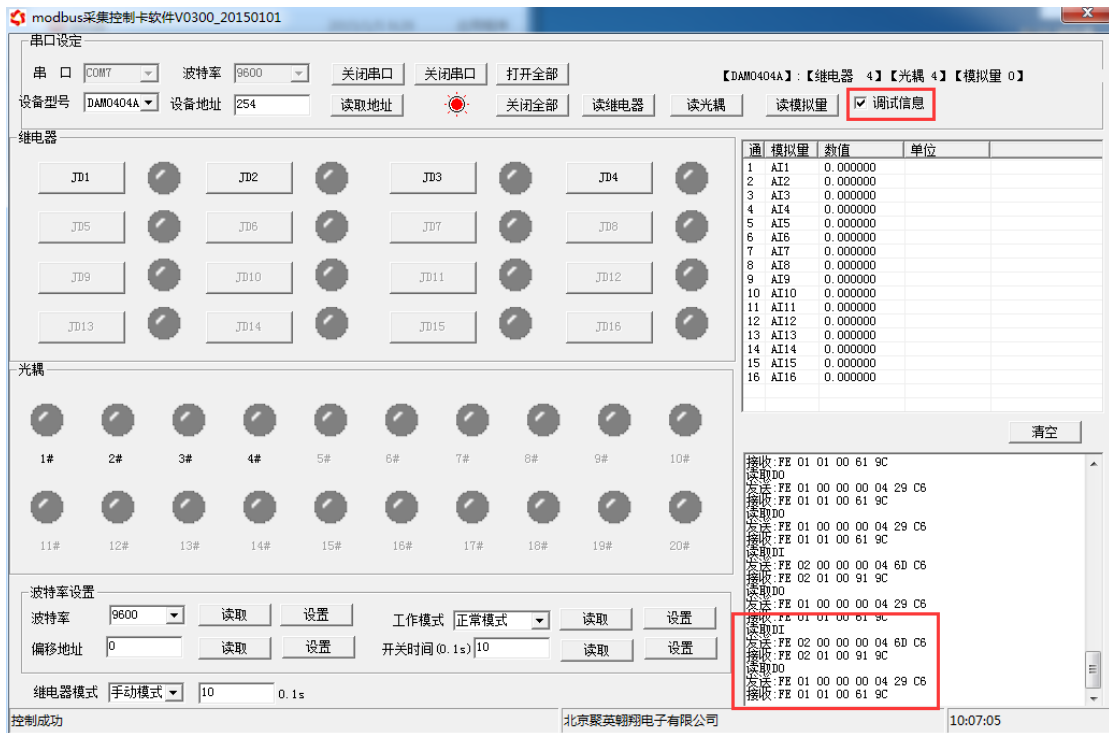 modbus采集控制卡软件V0300_20150101
串口设定
串 口 COM7 波特率 9600 关闭串口 关闭串口 打开全部 【DAM0404A】:【继电器 4】【光耦 4】【模拟量 0】
设备型号 DAM0404A 设备地址 254 读取地址 关闭全部 读继电器 读光耦 读模拟量 调试信息
继电器
JD1 JD2 JD3 JD4
JD5 JD6 JD7 JD8
JD9 JD10 JD11 JD12
JD13 JD14 JD15 JD16
通 模拟量 数值 单位
1 AI1 0.000000
2 AI2 0.000000
3 AI3 0.000000
4 AI4 0.000000
5 AI5 0.000000
6 AI6 0.000000
7 AI7 0.000000
8 AI8 0.000000
9 AI9 0.000000
10 AI10 0.000000
11 AI11 0.000000
12 AI12 0.000000
13 AI13 0.000000
14 AI14 0.000000
15 AI15 0.000000
16 AI16 0.000000
光耦
1# 2# 3# 4# 5# 6# 7# 8# 9# 10#
11# 12# 13# 14# 15# 16# 17# 18# 19# 20#
清空
接收:FE 01 01 00 61 9C
读取DO
发送:FE 01 00 00 00 04 29 C6
接收:FE 01 01 00 61 9C
读取DO
发送:FE 01 00 00 00 04 29 C6
接收:FE 01 01 00 61 9C
读取DI
发送:FE 02 00 00 00 04 6D C6
接收:FE 02 01 00 91 9C
读取DO
发送:FE 01 00 00 00 04 29 C6
接收:FE 01 01 00 61 9C
读取DI
发送:FE 02 00 00 00 04 6D C6
接收:FE 02 01 00 91 9C
读取DO
发送:FE 01 00 00 00 04 29 C6
接收:FE 01 01 00 61 9C
波特率设置
波特率 9600 读取 设置 工作模式 正常模式 读取 设置
偏移地址 0 读取 设置 开关时间(0.1s) 10 读取 设置
继电器模式 手动模式 10 0.1s
控制成功 北京聚英翱翔电子有限公司 10:07:05